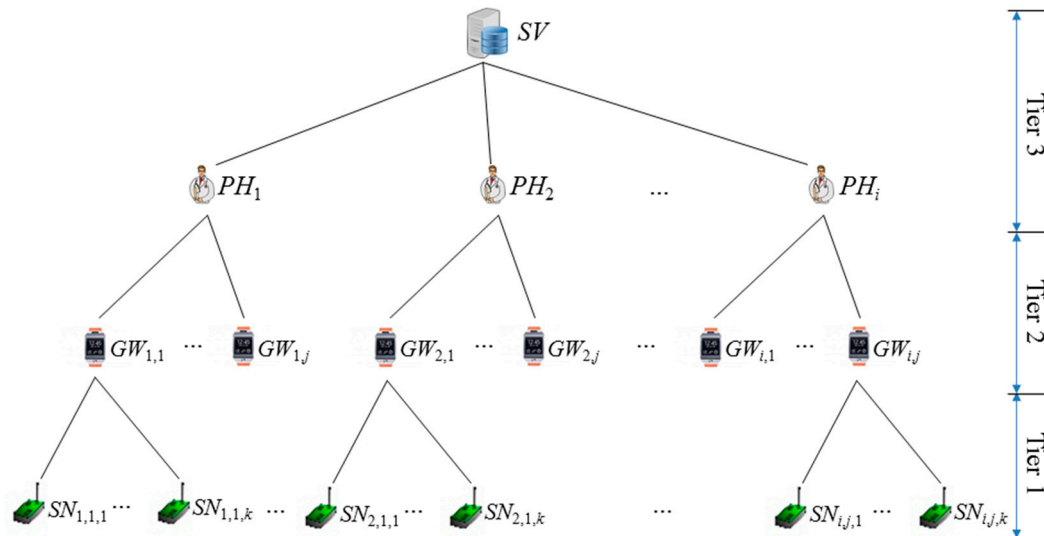 SV
PH1 PH2 ... PHi
GW1,1 ... GW1,j GW2,1 ... GW2,j ... GWi,1 ... GWi,j
SN1,1,1 ... SN1,1,k ... SN2,1,1 ... SN2,1,k ... SNi,j,1 ... SNi,j,k
Tier 3
Tier 2
Tier 1